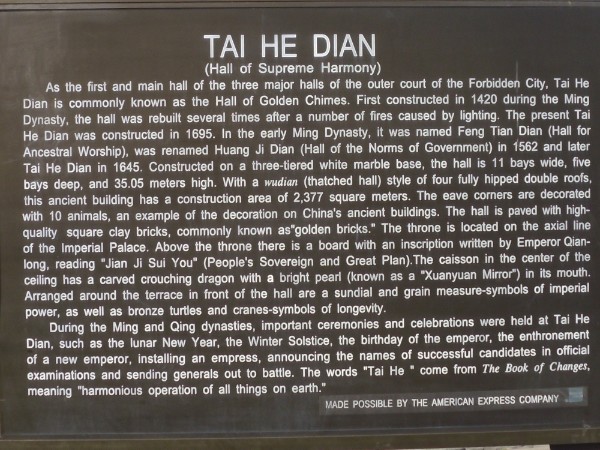 TAI HE DIAN
(Hall of Supreme Harmony)
As the first and main hall of the three major halls of the outer court of the Forbidden City, Tai He
Dian is commonly known as the Hall of Golden Chimes. First constructed in 1420 during the Ming
Dynasty, the hall was rebuilt several times after a number of fires caused by lighting. The present Tai
He Dian was constructed in 1695. In the early Ming Dynasty, it was named Feng Tian Dian (Hall for
Ancestral Worship), was renamed Huang Ji Dian (Hall of the Norms of Government) in 1562 and later
Tai He Dian in 1645. Constructed on a three-tiered white marble base, the hall is 11 bays wide, five
bays deep, and 35.05 meters high. With a wudian (thatched hall) style of four fully hipped double roofs,
this ancient building has a construction area of 2,377 square meters. The eave corners are decorated
with 10 animals, an example of the decoration on China's ancient buildings. The hall is paved with high-
quality square clay bricks, commonly known as"golden bricks." The throne is located on the axial line
of the Imperial Palace. Above the throne there is a board with an inscription written by Emperor Qian-
long, reading "Jian Ji Sui You" (People's Sovereign and Great Plan).The caisson in the center of the
ceiling has a carved crouching dragon with a bright pearl (known as a "Xuanyuan Mirror") in its mouth.
Arranged around the terrace in front of the hall are a sundial and grain measure-symbols of imperial
power, as well as bronze turtles and cranes-symbols of longevity.
During the Ming and Qing dynasties, important ceremonies and celebrations were held at Tai He
Dian, such as the lunar New Year, the Winter Solstice, the birthday of the emperor, the enthronement
of a new emperor, installing an empress, announcing the names of successful candidates in official
examinations and sending generals out to battle. The words "Tai He " come from The Book of Changes,
meaning "harmonious operation of all things on earth."
MADE POSSIBLE BY THE AMERICAN EXPRESS COMPANY